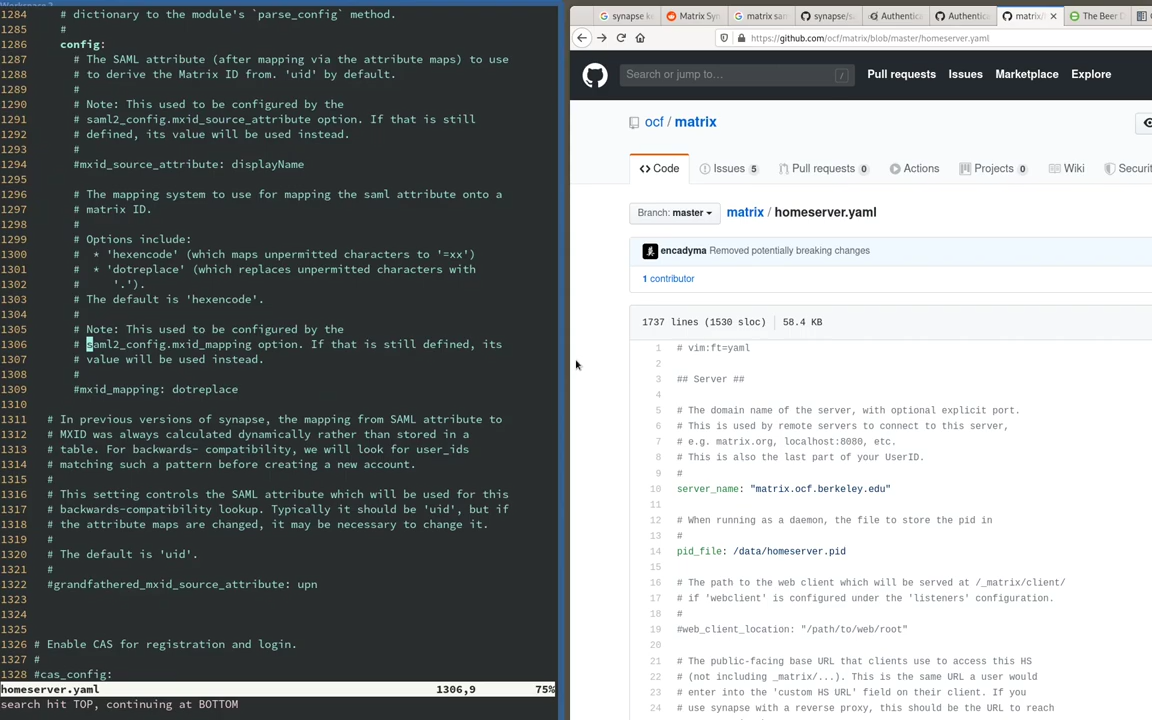 1284     # dictionary to the module's `parse_config` method.
1285     #
1286     config:
1287       # The SAML attribute (after mapping via the attribute maps) to use
1288       # to derive the Matrix ID from. 'uid' by default.
1289       #
1290       # Note: This used to be configured by the
1291       # saml2_config.mxid_source_attribute option. If that is still
1292       # defined, its value will be used instead.
1293       #
1294       #mxid_source_attribute: displayName
1295
1296       # The mapping system to use for mapping the saml attribute onto a
1297       # matrix ID.
1298       #
1299       # Options include:
1300       #  * 'hexencode' (which maps unpermitted characters to '=xx')
1301       #  * 'dotreplace' (which replaces unpermitted characters with
1302       #     '.').
1303       # The default is 'hexencode'.
1304       #
1305       # Note: This used to be configured by the
1306       # saml2_config.mxid_mapping option. If that is still defined, its
1307       # value will be used instead.
1308       #
1309       #mxid_mapping: dotreplace
1310
1311   # In previous versions of synapse, the mapping from SAML attribute to
1312   # MXID was always calculated dynamically rather than stored in a
1313   # table. For backwards- compatibility, we will look for user_ids
1314   # matching such a pattern before creating a new account.
1315   #
1316   # This setting controls the SAML attribute which will be used for this
1317   # backwards-compatibility lookup. Typically it should be 'uid', but if
1318   # the attribute maps are changed, it may be necessary to change it.
1319   #
1320   # The default is 'uid'.
1321   #
1322   #grandfathered_mxid_source_attribute: upn
1323
1324
1325
1326 # Enable CAS for registration and login.
1327 #
1328 #cas_config:
homeserver.yaml 1306,9 75%
search hit TOP, continuing at BOTTOM
synapse k Matrix Syn matrix sam synapse/s Authentica Authentic matrix/ The Beer D
https://github.com/ocf/matrix/blob/master/homeserver.yaml
Search or jump to... / Pull requests Issues Marketplace Explore
ocf / matrix
Code Issues 5 Pull requests 0 Actions Projects 0 Wiki Securit
Branch: master matrix / homeserver.yaml
encadyma Removed potentially breaking changes
1 contributor
1737 lines (1530 sloc) 58.4 KB
1 # vim:ft=yaml
2
3 ## Server ##
4
5 # The domain name of the server, with optional explicit port.
6 # This is used by remote servers to connect to this server,
7 # e.g. matrix.org, localhost:8080, etc.
8 # This is also the last part of your UserID.
9 #
10 server_name: "matrix.ocf.berkeley.edu"
11
12 # When running as a daemon, the file to store the pid in
13 #
14 pid_file: /data/homeserver.pid
15
16 # The path to the web client which will be served at /_matrix/client/
17 # if 'webclient' is configured under the 'listeners' configuration.
18 #
19 #web_client_location: "/path/to/web/root"
20
21 # The public-facing base URL that clients use to access this HS
22 # (not including _matrix/...). This is the same URL a user would
23 # enter into the 'custom HS URL' field on their client. If you
24 # use synapse with a reverse proxy, this should be the URL to reach